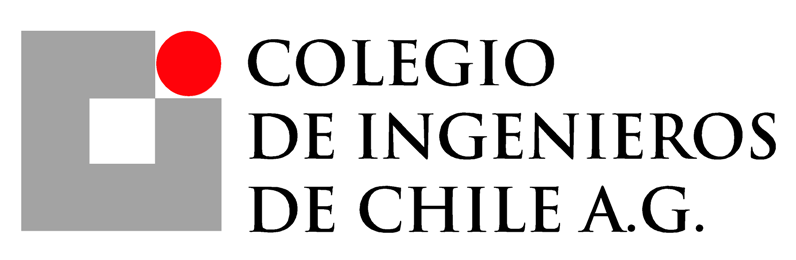 COLEGIO
DE INGENIEROS
DE CHILE A.G.